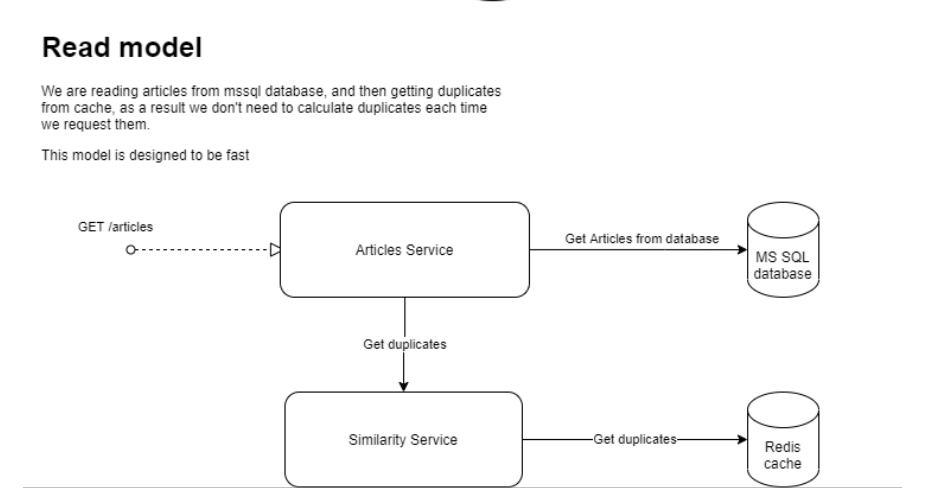 Read model
We are reading articles from mssql database, and then getting duplicates
from cache, as a result we don't need to calculate duplicates each time
we request them.
This model is designed to be fast
GET /articles
Articles Service
Get Articles from database
MS SQL
database
Get duplicates
Similarity Service
Get duplicates
Redis
cache